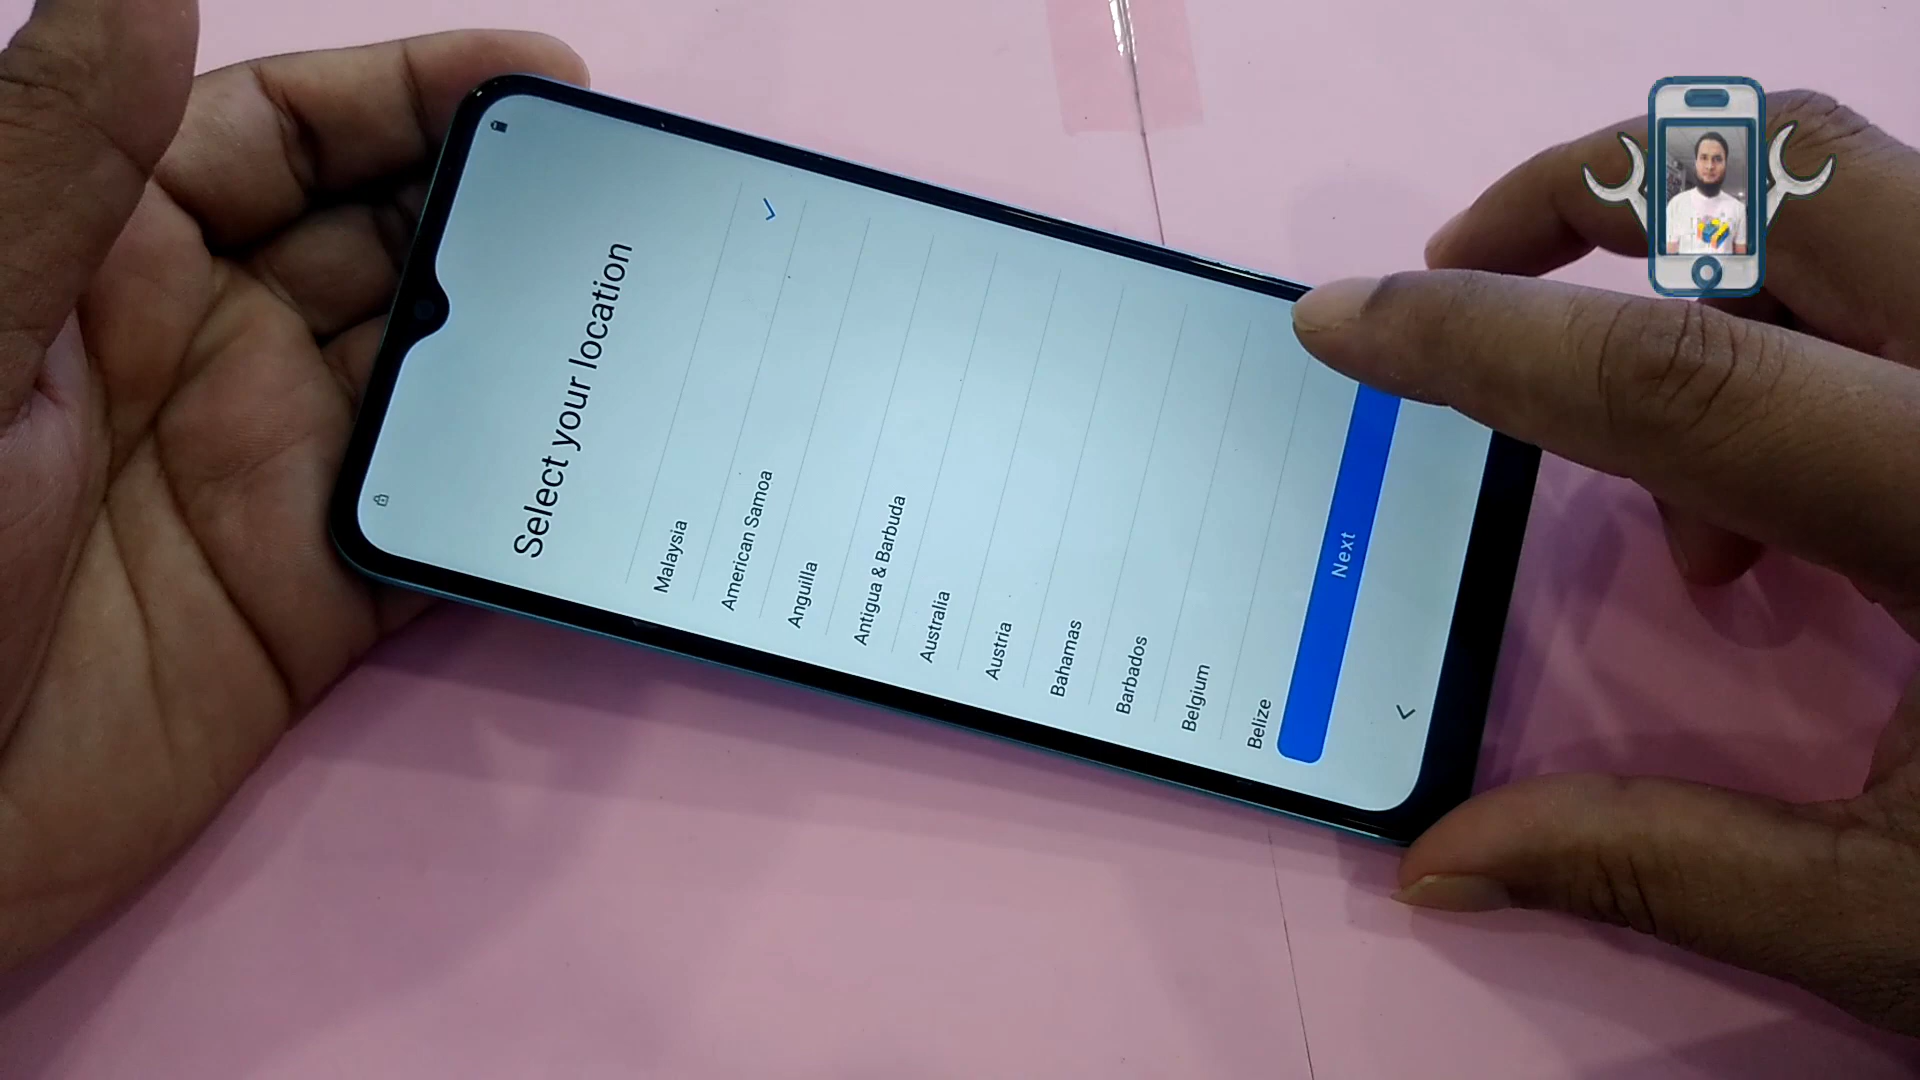 Select your location
Malaysia
American Samoa
Anguilla
Antigua & Barbuda
Australia
Austria
Bahamas
Barbados
Belgium
Belize
Next